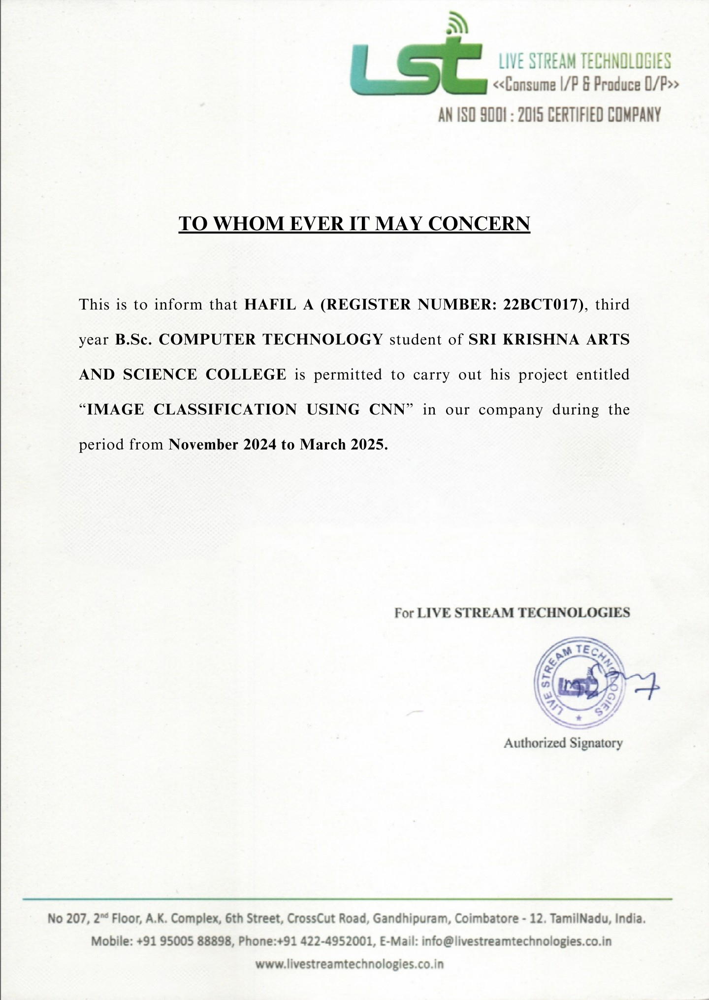 LST
LIVE STREAM TECHNOLOGIES
<<Consume I/P & Produce O/P>>
AN ISO 9001 : 2015 CERTIFIED COMPANY
TO WHOM EVER IT MAY CONCERN
This is to inform that HAFIL A (REGISTER NUMBER: 22BCT017), third
year B.Sc. COMPUTER TECHNOLOGY student of SRI KRISHNA ARTS
AND SCIENCE COLLEGE is permitted to carry out his project entitled
“IMAGE CLASSIFICATION USING CNN” in our company during the
period from November 2024 to March 2025.
For LIVE STREAM TECHNOLOGIES
LIVE STREAM TECHNOLOGIES
LST
Authorized Signatory
No 207, 2nd Floor, A.K. Complex, 6th Street, CrossCut Road, Gandhipuram, Coimbatore - 12. TamilNadu, India.
Mobile: +91 95005 88898, Phone:+91 422-4952001, E-Mail: info@livestreamtechnologies.co.in
www.livestreamtechnologies.co.in